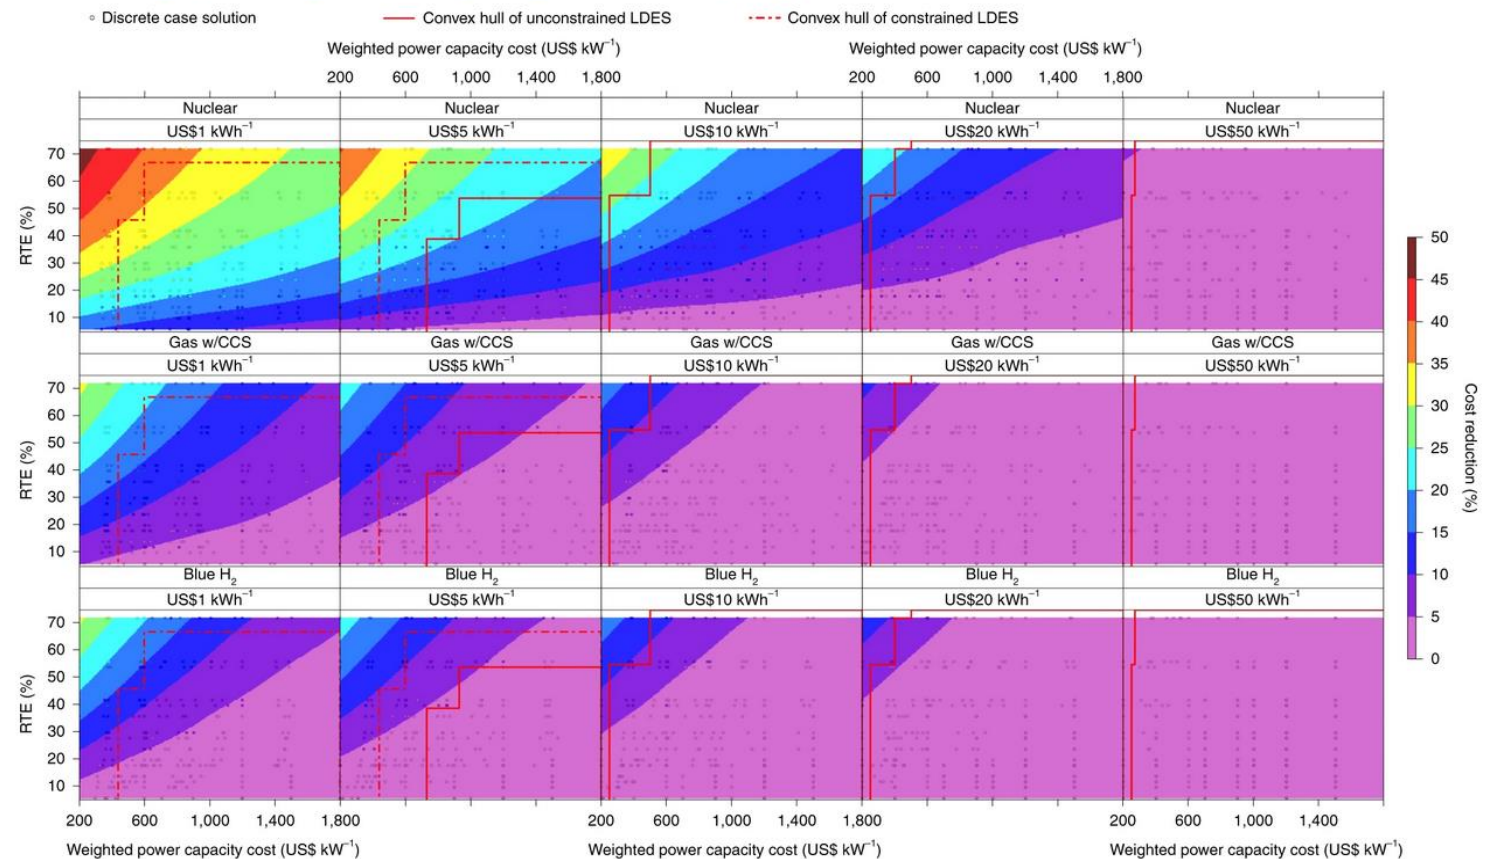 Discrete case solution Convex hull of unconstrained LDES Convex hull of constrained LDES
Weighted power capacity cost (US$ kW⁻¹) Weighted power capacity cost (US$ kW⁻¹)
200 600 1,000 1,400 1,800 200 600 1,000 1,400 1,800
Nuclear Nuclear Nuclear Nuclear Nuclear
US$1 kWh⁻¹ US$5 kWh⁻¹ US$10 kWh⁻¹ US$20 kWh⁻¹ US$50 kWh⁻¹
70
60
50
40
30
20
10
RTE (%)
Gas w/CCS Gas w/CCS Gas w/CCS Gas w/CCS Gas w/CCS
US$1 kWh⁻¹ US$5 kWh⁻¹ US$10 kWh⁻¹ US$20 kWh⁻¹ US$50 kWh⁻¹
70
60
50
40
30
20
10
RTE (%)
Blue H₂ Blue H₂ Blue H₂ Blue H₂ Blue H₂
US$1 kWh⁻¹ US$5 kWh⁻¹ US$10 kWh⁻¹ US$20 kWh⁻¹ US$50 kWh⁻¹
70
60
50
40
30
20
10
RTE (%)
200 600 1,000 1,400 1,800 200 600 1,000 1,400 1,800 200 600 1,000 1,400
Weighted power capacity cost (US$ kW⁻¹) Weighted power capacity cost (US$ kW⁻¹) Weighted power capacity cost (US$ kW⁻¹)
50
45
40
35
30
25
20
15
10
5
0
Cost reduction (%)